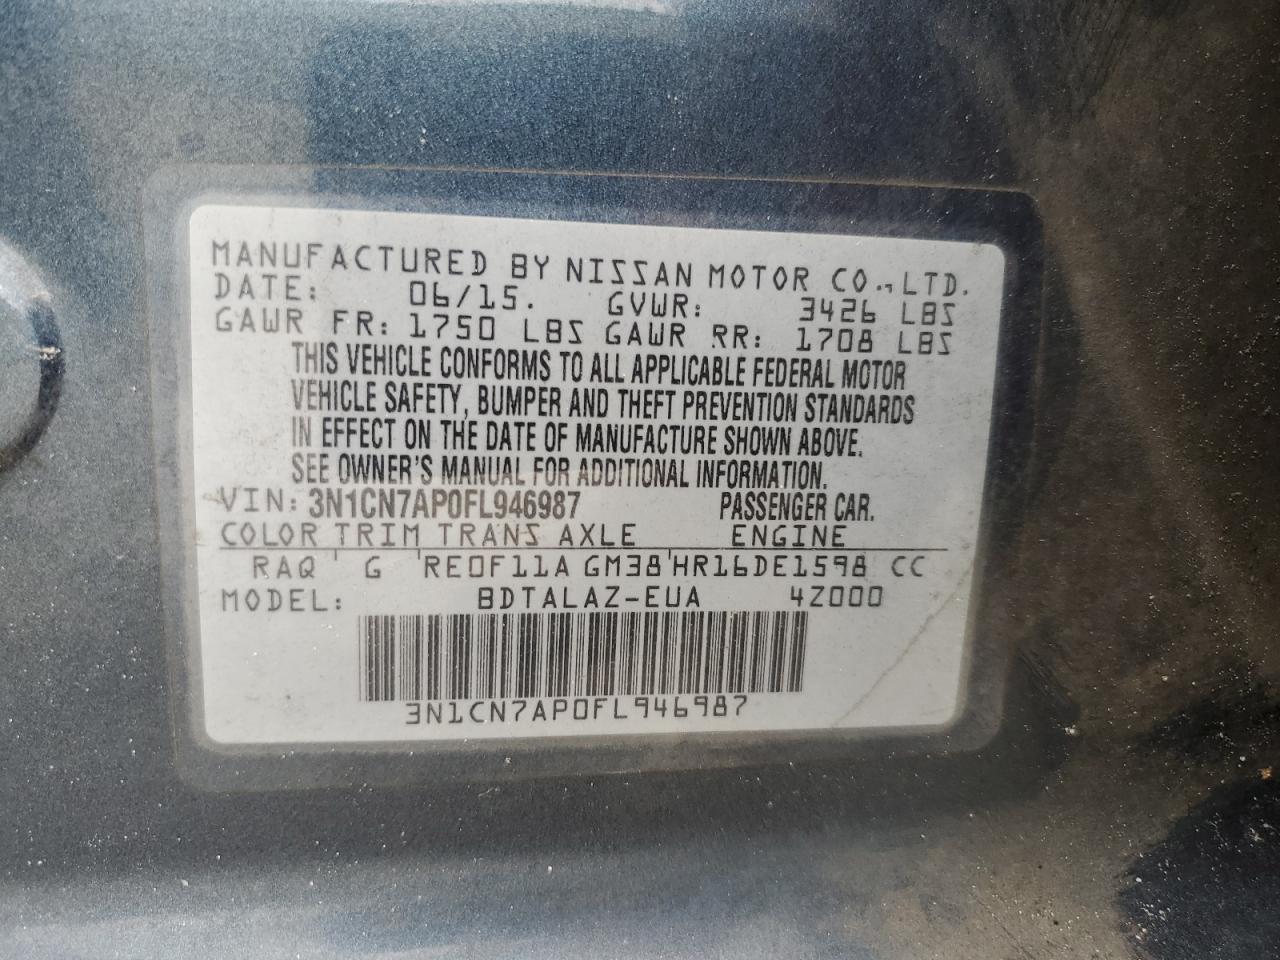 MANUFACTURED BY NISSAN MOTOR CO., LTD.
DATE: 06/15. GVWR: 3426 LBS
GAWR FR: 1750 LBS GAWR RR: 1708 LBS
THIS VEHICLE CONFORMS TO ALL APPLICABLE FEDERAL MOTOR
VEHICLE SAFETY, BUMPER AND THEFT PREVENTION STANDARDS
IN EFFECT ON THE DATE OF MANUFACTURE SHOWN ABOVE.
SEE OWNER'S MANUAL FOR ADDITIONAL INFORMATION.
VIN: 3N1CN7AP0FL946987 PASSENGER CAR.
COLOR TRIM TRANS AXLE ENGINE
RAQ ' G ' RE0F11A GM38 ' HR16DE1598 CC
MODEL: BDTALAZ-EUA 4Z000
3N1CN7AP0FL946987